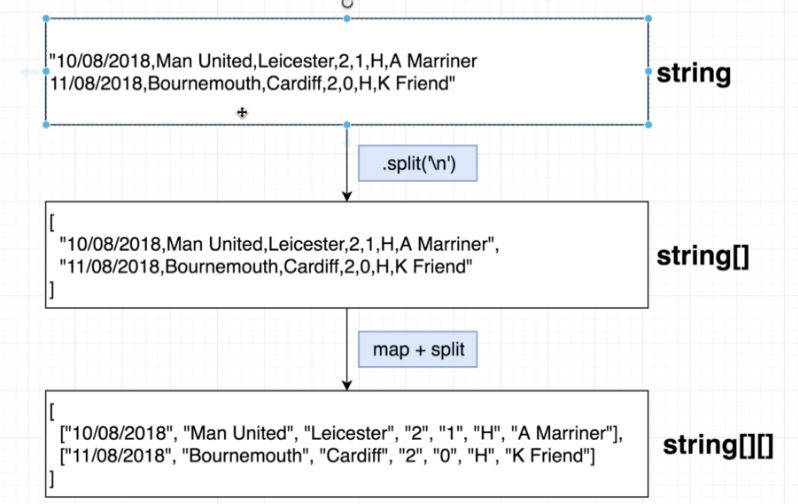 "10/08/2018,Man United,Leicester,2,1,H,A Marriner
11/08/2018,Bournemouth,Cardiff,2,0,H,K Friend"
string
.split('\n')
[
"10/08/2018,Man United,Leicester,2,1,H,A Marriner",
"11/08/2018,Bournemouth,Cardiff,2,0,H,K Friend"
]
string[]
map + split
[
["10/08/2018", "Man United", "Leicester", "2", "1", "H", "A Marriner"],
["11/08/2018", "Bournemouth", "Cardiff", "2", "0", "H", "K Friend"]
]
string[][]